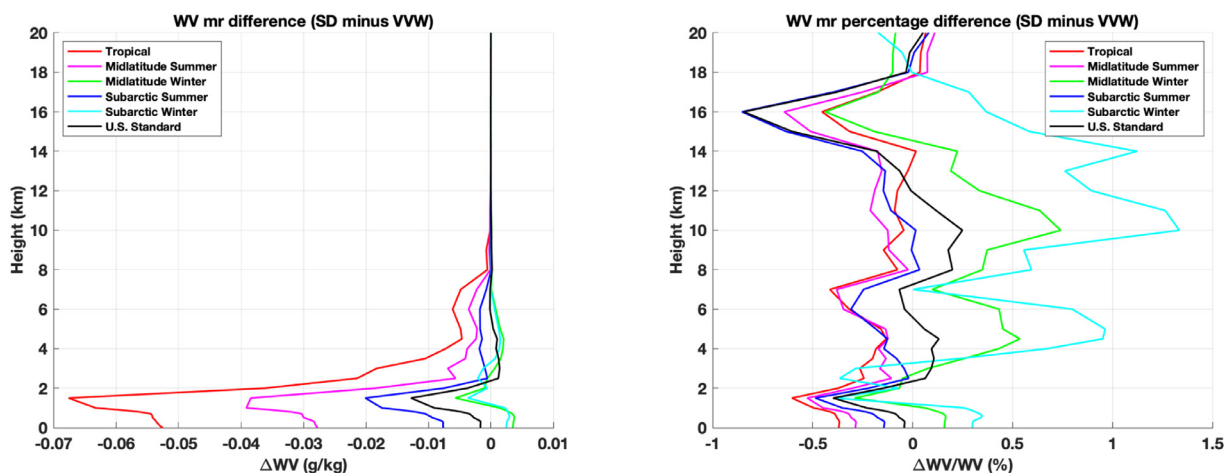 WV mr difference (SD minus VVW)
20
18
16
14
12
10
8
6
4
2
0
Height (km)
Tropical
Midlatitude Summer
Midlatitude Winter
Subarctic Summer
Subarctic Winter
U.S. Standard
-0.07 -0.06 -0.05 -0.04 -0.03 -0.02 -0.01 0 0.01
ΔWV (g/kg)
WV mr percentage difference (SD minus VVW)
20
18
16
14
12
10
8
6
4
2
0
Height (km)
Tropical
Midlatitude Summer
Midlatitude Winter
Subarctic Summer
Subarctic Winter
U.S. Standard
-1 -0.5 0 0.5 1 1.5
ΔWV/WV (%)